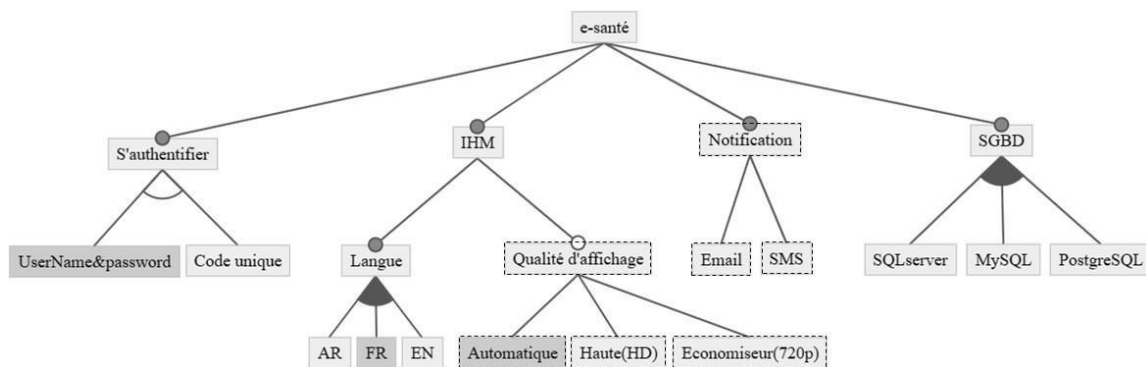 e-santé
S'authentifier
IHM
Notification
SGBD
UserName&password
Code unique
Langue
Qualité d'affichage
Email
SMS
SQLserver
MySQL
PostgreSQL
AR
FR
EN
Automatique
Haute(HD)
Economiseur(720p)